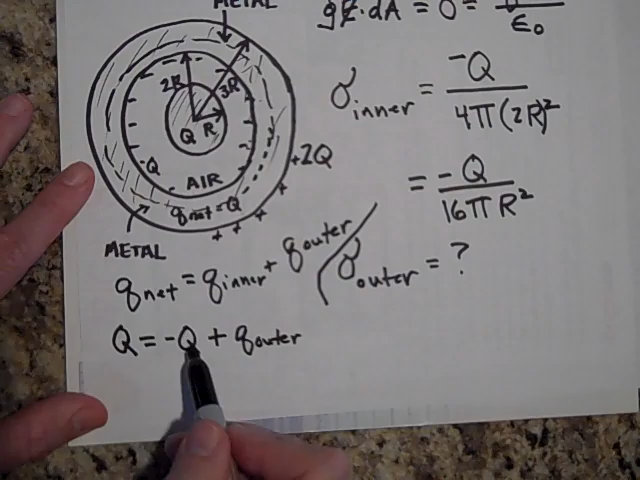 METAL
∮E·dA = 0 = 
ε₀
2R
3R
Q
R
-Q
AIR
q net = Q
+2Q
METAL
σ inner = -Q / 4π(2R)²
= -Q / 16πR²
q net = q inner + q outer
σ outer = ?
Q = -Q + q outer